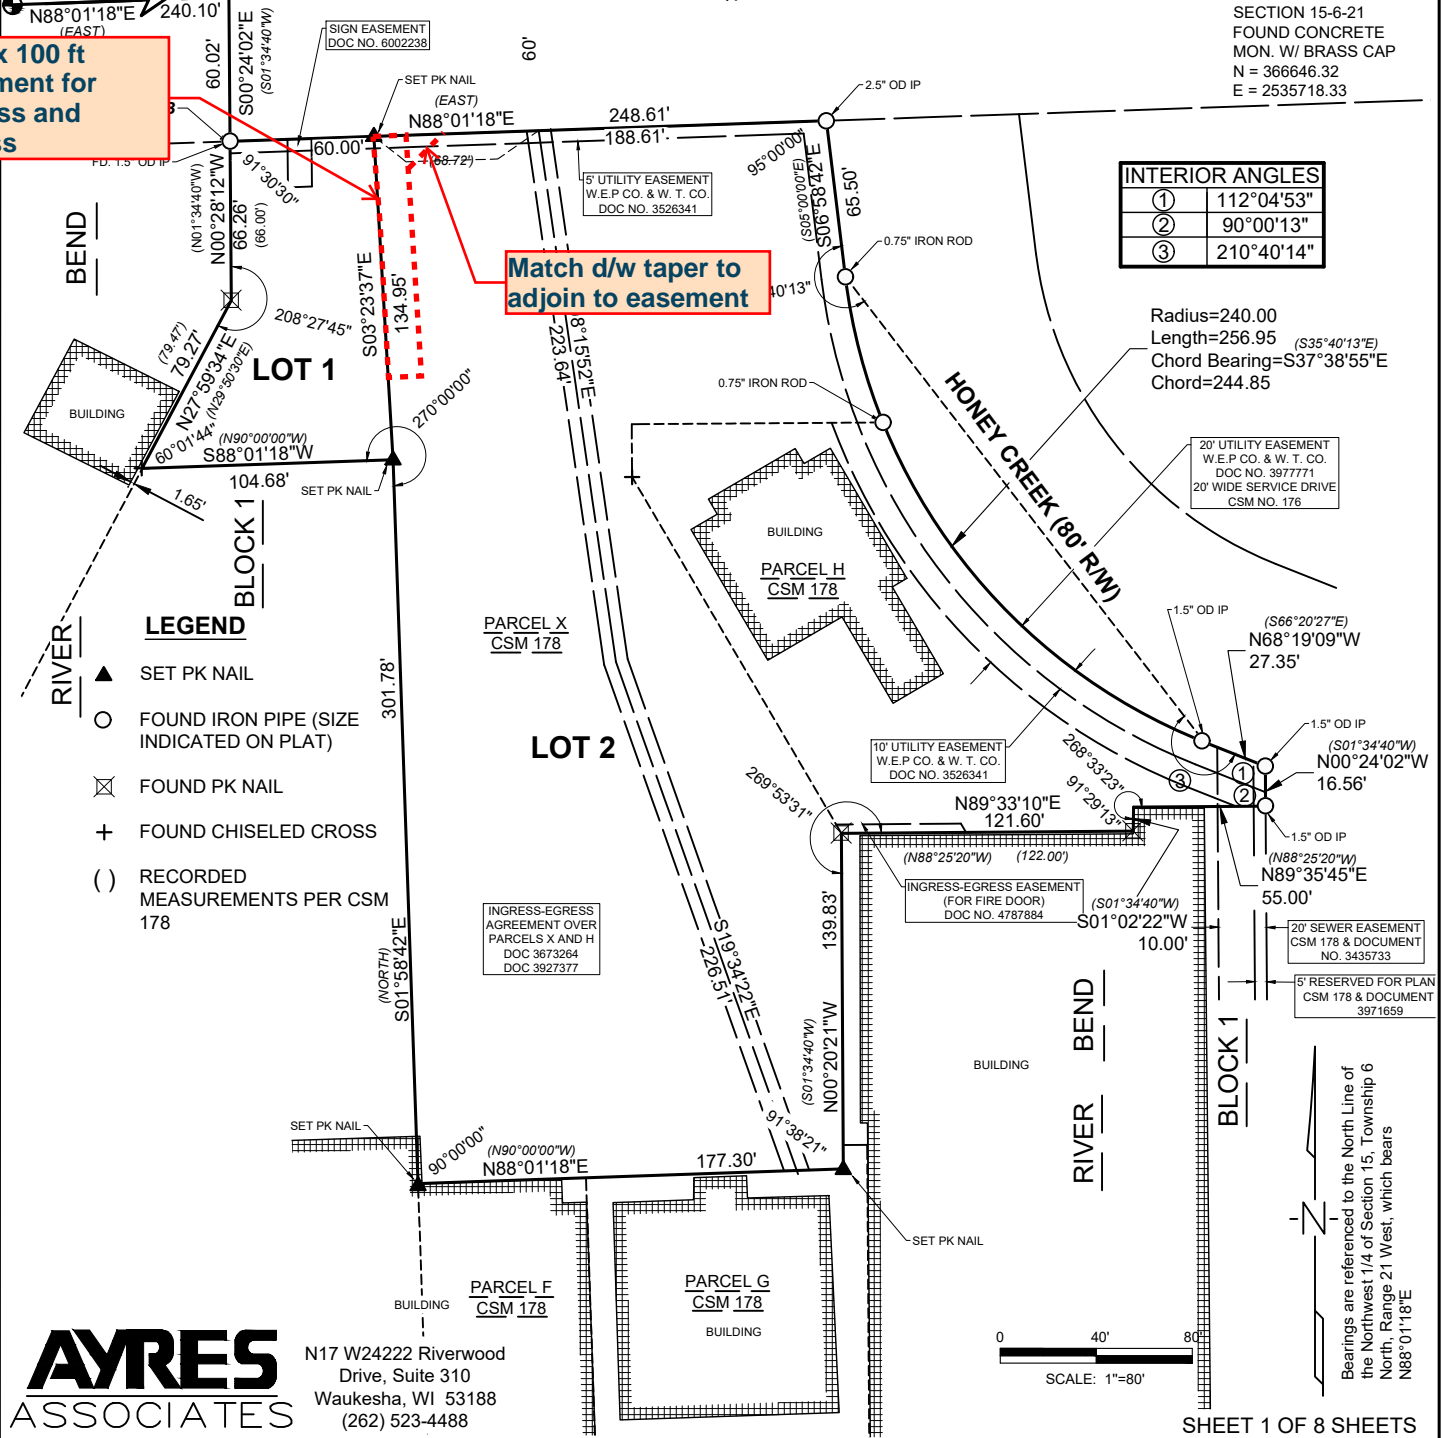 N88°01'18"E 240.10'
(EAST)
60.02'
S00°24'02"E
(S01°34'40"W)
SIGN EASEMENT
DOC NO. 6002238
60'
SET PK NAIL
(EAST)
N88°01'18"E
248.61'
188.61'
60.00'
(68.72')
2.5" OD IP
SECTION 15-6-21
FOUND CONCRETE
MON. W/ BRASS CAP
N = 366646.32
E = 2535718.33
x 100 ft
ment for
ss and
FD. 1.5" OD IP
91°30'30"
(N01°34'40"W)
N00°28'12"W
66.26'
(66.00')
BEND
5' UTILITY EASEMENT
W.E.P CO. & W. T. CO.
DOC NO. 3526341
95°00'00"
(S05°00'00"E)
S06°58'42"E
65.50'
0.75" IRON ROD
INTERIOR ANGLES
1 112°04'53"
2 90°00'13"
3 210°40'14"
Match d/w taper to
adjoin to easement
40'13"
S03°23'37"E
134.95'
208°27'45"
LOT 1
(79.47')
79.27'
N27°59'34"E
(N29°50'30"E)
BUILDING
60°01'44"
(N90°00'00"W)
S88°01'18"W
104.68'
1.65'
SET PK NAIL
270°00'00"
8°15'52"E
223.64'
0.75" IRON ROD
Radius=240.00
Length=256.95
(S35°40'13"E)
Chord Bearing=S37°38'55"E
Chord=244.85
HONEY CREEK (80' R/W)
20' UTILITY EASEMENT
W.E.P CO. & W. T. CO.
DOC NO. 3977771
20' WIDE SERVICE DRIVE
CSM NO. 176
BLOCK 1
RIVER
BUILDING
PARCEL H
CSM 178
PARCEL X
CSM 178
LEGEND
SET PK NAIL
FOUND IRON PIPE (SIZE
INDICATED ON PLAT)
FOUND PK NAIL
FOUND CHISELED CROSS
( ) RECORDED
MEASUREMENTS PER CSM
178
301.78'
(NORTH)
S01°58'42"E
LOT 2
1.5" OD IP
(S66°20'27"E)
N68°19'09"W
27.35'
1.5" OD IP
(S01°34'40"W)
N00°24'02"W
16.56'
1
2
3
1.5" OD IP
(N88°25'20"W)
N89°35'45"E
55.00'
10' UTILITY EASEMENT
W.E.P CO. & W. T. CO.
DOC NO. 3526341
269°53'31"
268°33'23"
91°29'13"
N89°33'10"E
121.60'
(N88°25'20"W) (122.00')
INGRESS-EGRESS EASEMENT
(FOR FIRE DOOR)
DOC NO. 4787884
(S01°34'40"W)
S01°02'22"W
10.00'
20' SEWER EASEMENT
CSM 178 & DOCUMENT
NO. 3435733
5' RESERVED FOR PLAN
CSM 178 & DOCUMENT
3971659
INGRESS-EGRESS
AGREEMENT OVER
PARCELS X AND H
DOC 3673264
DOC 3927377
S19°34'22"E
226.51'
139.83'
(S01°34'40"W)
N00°20'21"W
BUILDING
RIVER BEND
BLOCK 1
SET PK NAIL
90°00'00"
(N90°00'00"W)
N88°01'18"E
177.30'
91°38'21"
SET PK NAIL
PARCEL F
CSM 178
BUILDING
PARCEL G
CSM 178
BUILDING
N
Bearings are referenced to the North Line of
the Northwest 1/4 of Section 15, Township 6
North, Range 21 West, which bears
N88°01'18"E
0 40' 80'
SCALE: 1"=80'
AYRES
ASSOCIATES
N17 W24222 Riverwood
Drive, Suite 310
Waukesha, WI 53188
(262) 523-4488
SHEET 1 OF 8 SHEETS